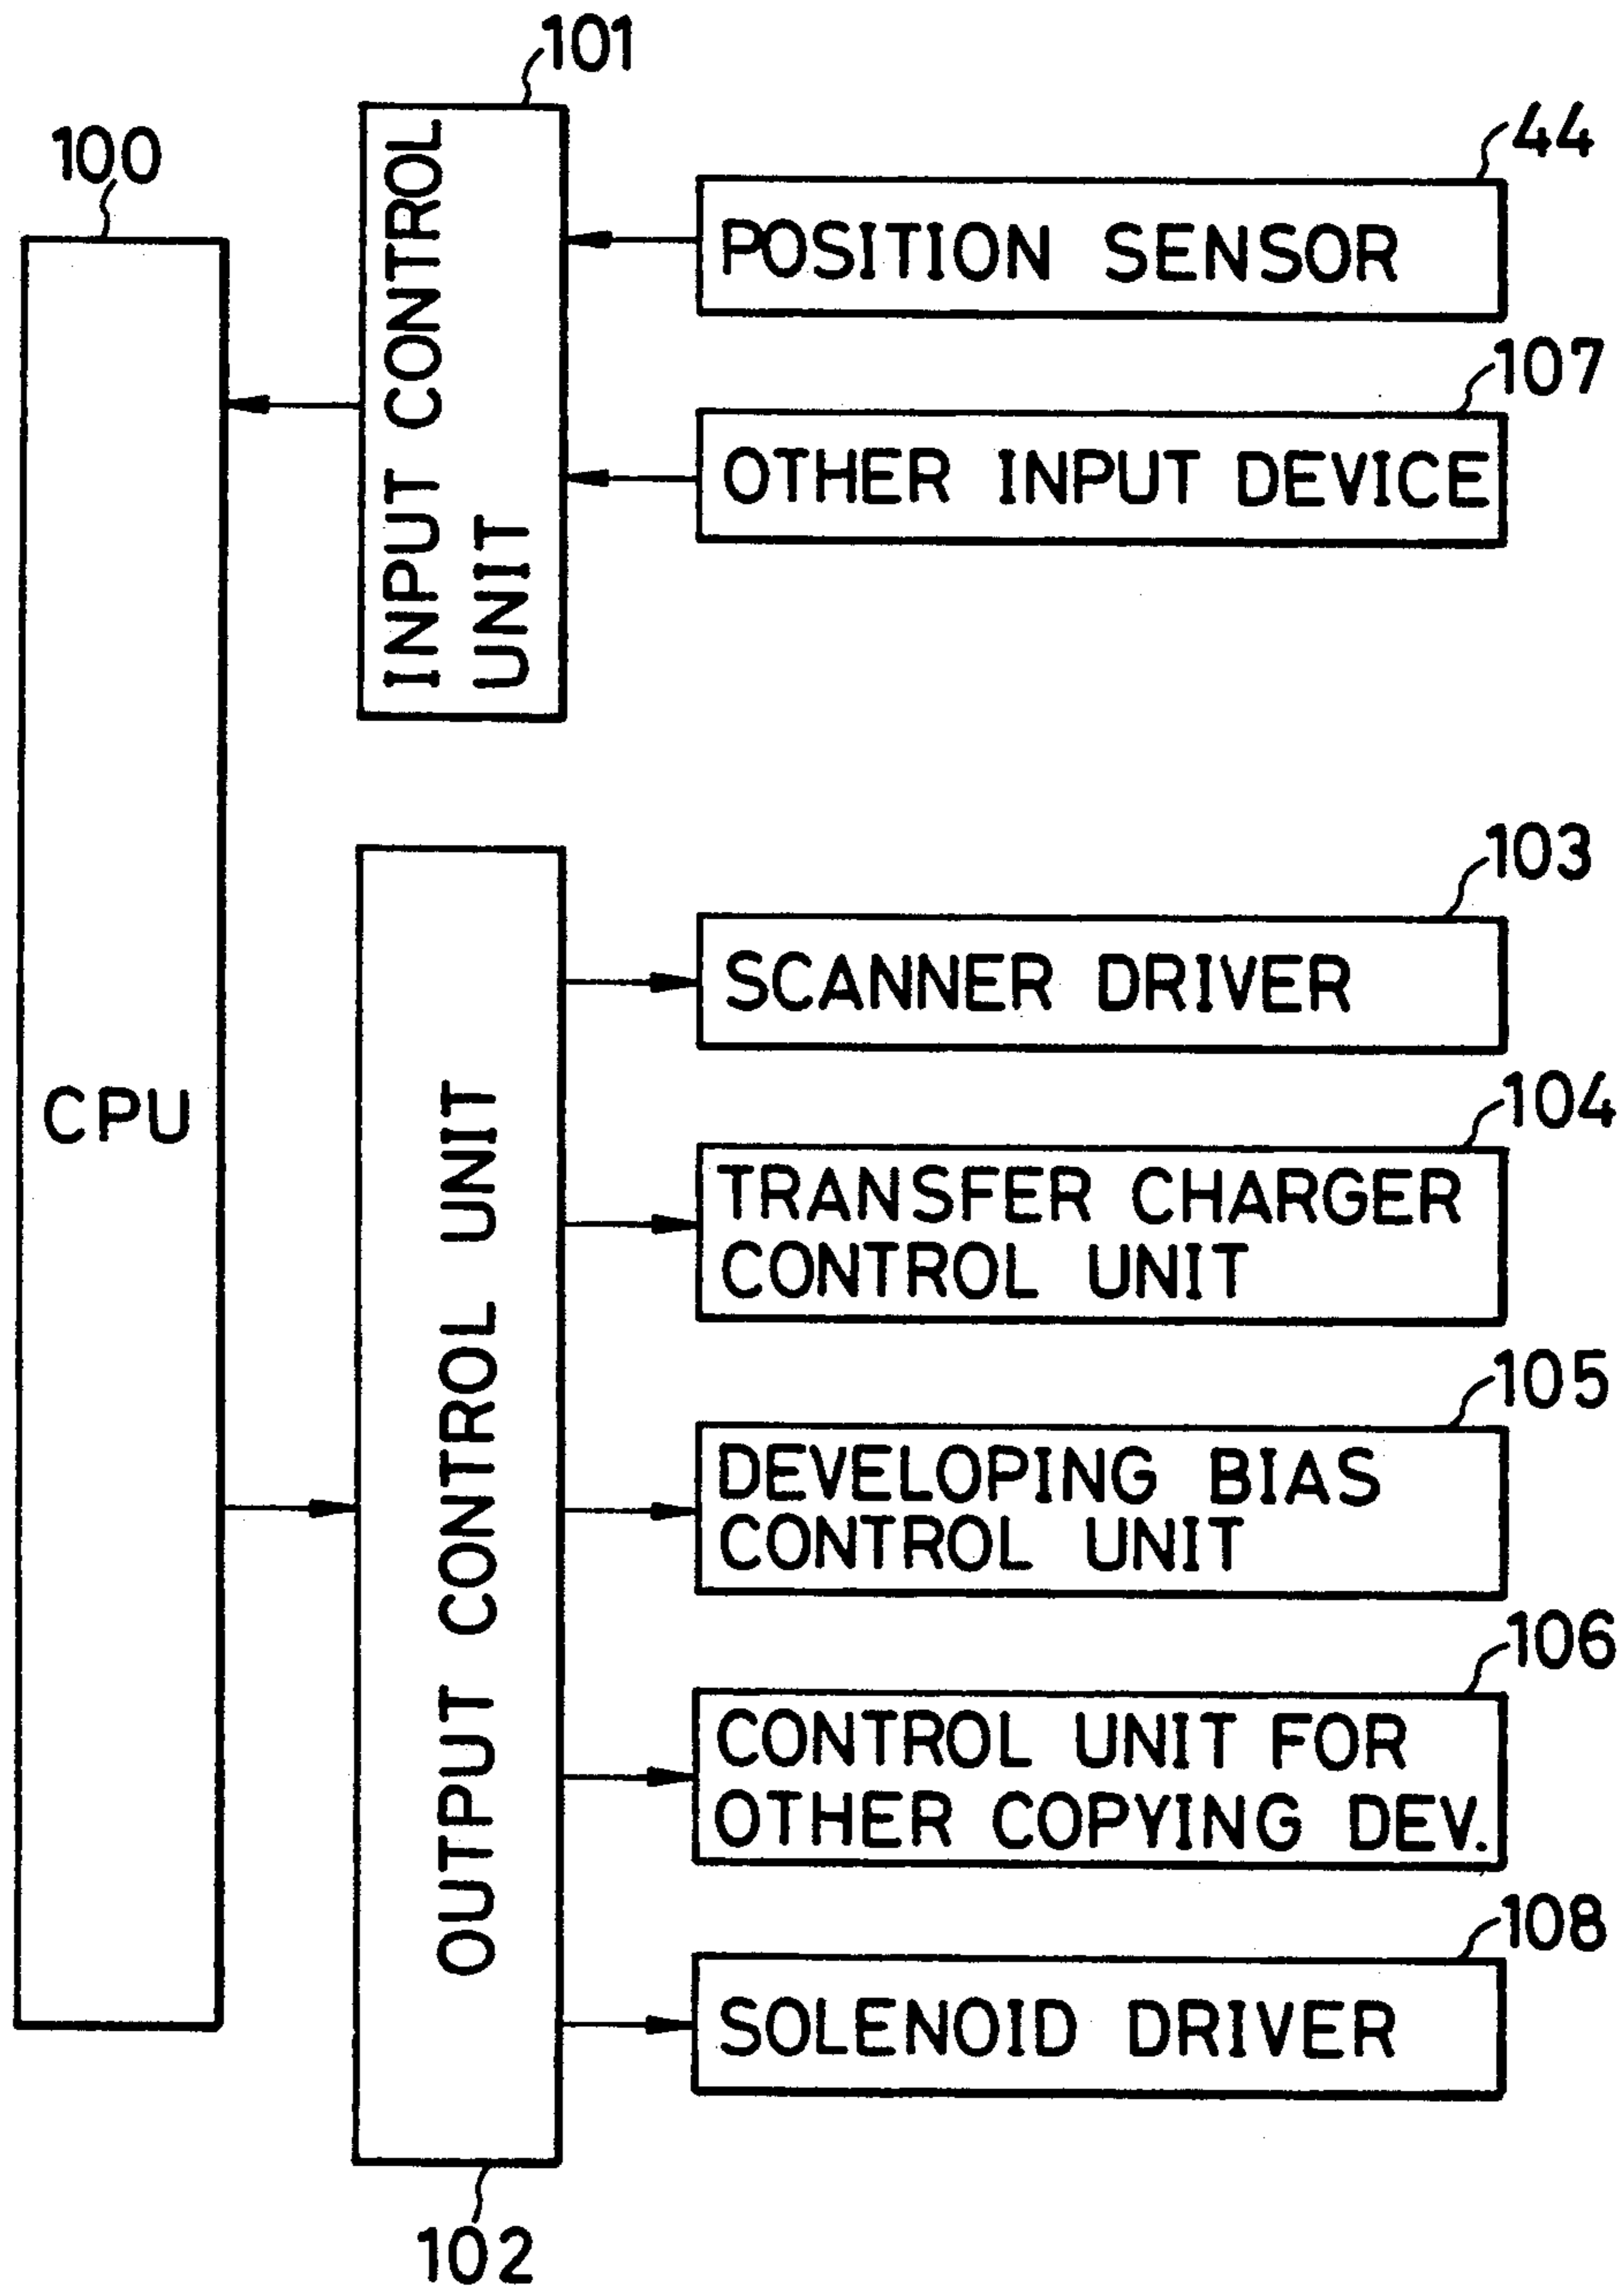 101
100
INPUT CONTROL
UNIT
44
POSITION SENSOR
107
OTHER INPUT DEVICE
CPU
OUTPUT CONTROL UNIT
102
103
SCANNER DRIVER
104
TRANSFER CHARGER
CONTROL UNIT
105
DEVELOPING BIAS
CONTROL UNIT
106
CONTROL UNIT FOR
OTHER COPYING DEV.
108
SOLENOID DRIVER